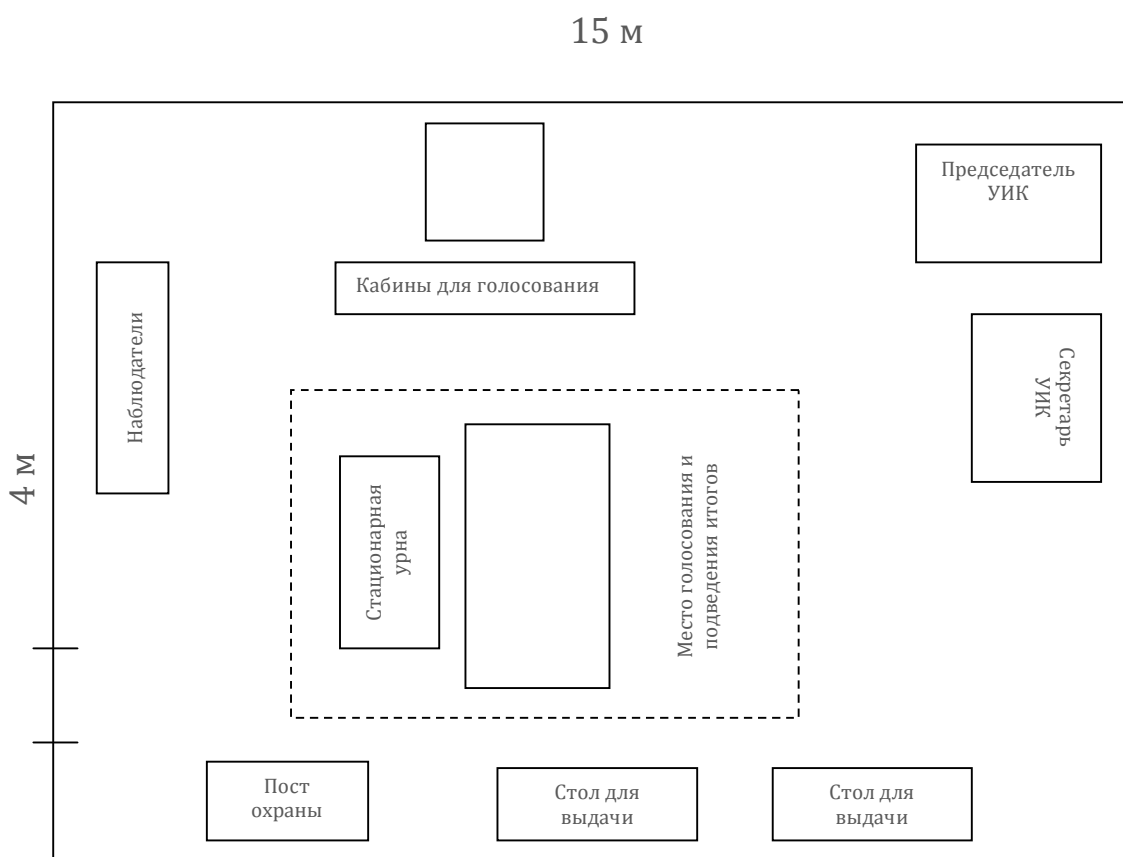 15 м
Председатель
УИК
Кабины для голосования
Наблюдатели
Секретарь
УИК
4 м
Стационарная
урна
Место голосования и
подведения итогов
Пост
охраны
Стол для
выдачи
Стол для
выдачи